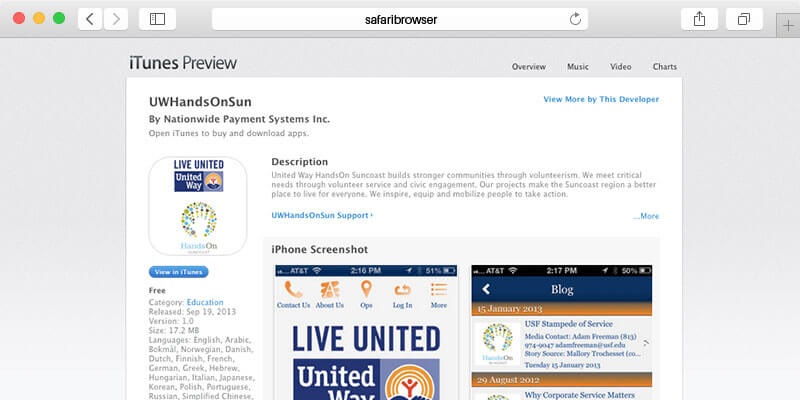 safaribrowser
iTunes Preview
Overview Music Video Charts
UWHandsOnSun
View More by This Developer
By Nationwide Payment Systems Inc.
Open iTunes to buy and download apps.
LIVE UNITED
United
Way
HandsOn
SUNCOAST
View in iTunes
Free
Category: Education
Released: Sep 19, 2013
Version: 1.0
Size: 17.2 MB
Languages: English, Arabic,
Bokmål, Norwegian, Danish,
Dutch, Finnish, French,
German, Greek, Hebrew,
Hungarian, Italian, Japanese,
Korean, Polish, Portuguese,
Russian, Simplified Chinese,
Description
United Way HandsOn Suncoast builds stronger communities through volunteerism. We meet critical
needs through volunteer service and civic engagement. Our projects make the Suncoast region a better
place to live for everyone. We inspire, equip and mobilize people to take action.
UWHandsOnSun Support
...More
iPhone Screenshot
AT&T 2:16 PM 51%
Contact Us About Us Ops Log In More
LIVE UNITED
United
Way
AT&T 2:17 PM 50%
Blog
15 January 2013
HandsOn
USF Stampede of Service
Media Contact: Adam Freeman (813)
974-9047 adamfreeman@usf.edu
Story Source: Mallory Trochesset (co...
Tuesday 15 January 2013
29 August 2012
Why Corporate Service Matters